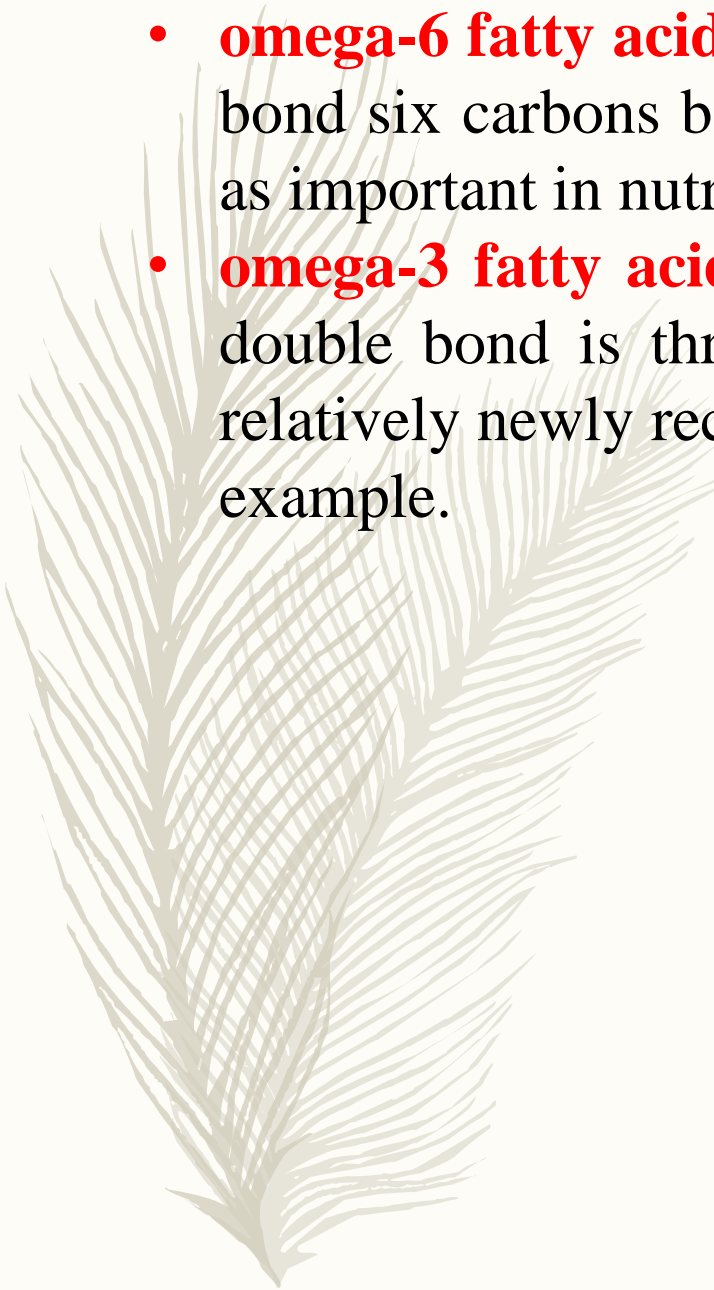 • omega-6 fatty acid
bond six carbons b
as important in nutr
• omega-3 fatty acid
double bond is thr
relatively newly rec
example.